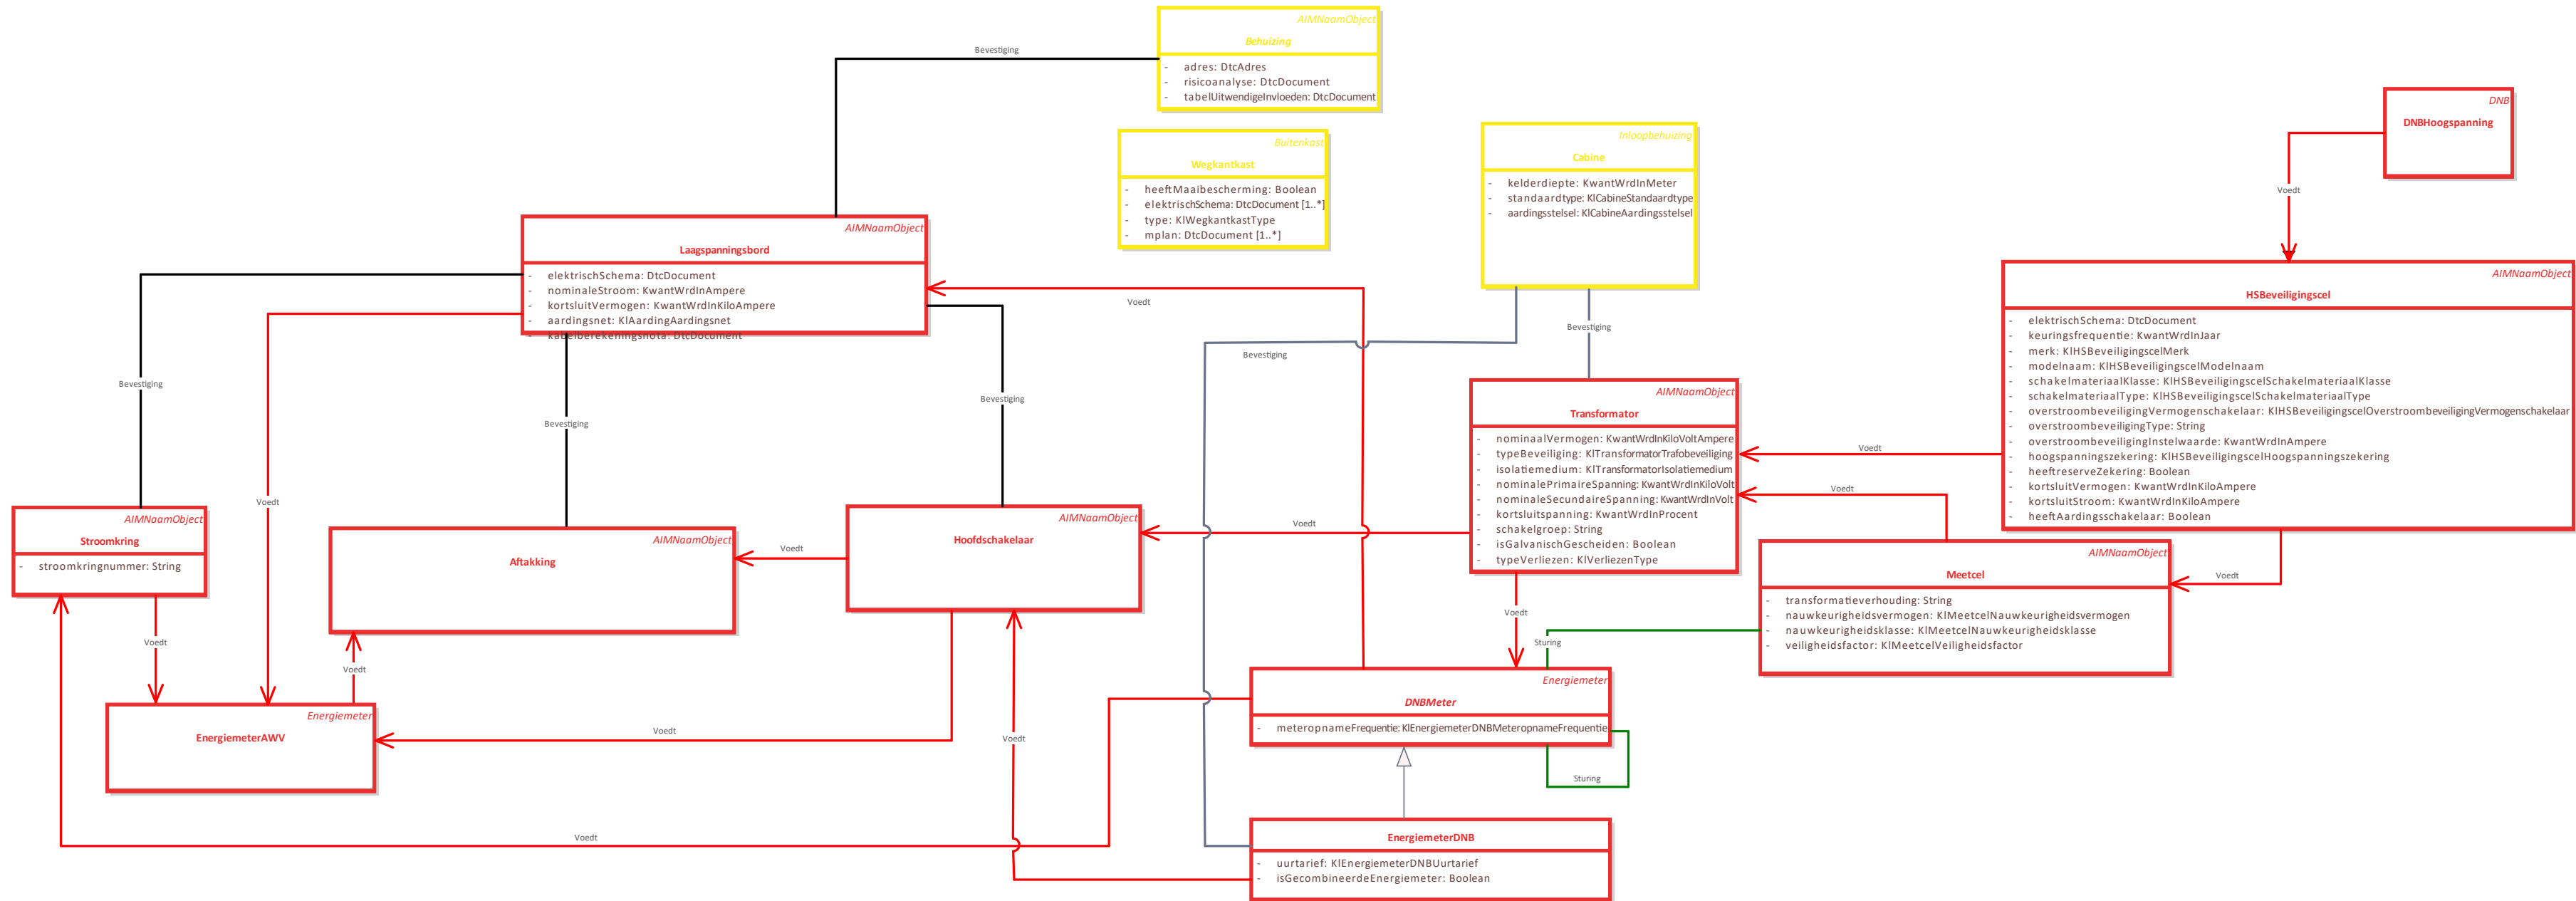 AIMNaamObject
Behuizing
- adres: DtcAdres
- risicoanalyse: DtcDocument
- tabelUitwendigeInvloeden: DtcDocument
Bevestiging
Buitenkast
Wegkantkast
- heeftMaaibescherming: Boolean
- elektrischSchema: DtcDocument [1..*]
- type: KlWegkantkastType
- mplan: DtcDocument [1..*]
Inloopbehuizing
Cabine
- kelderdiepte: KwantWrdInMeter
- standaardtype: KlCabineStandaardtype
- aardingsstelsel: KlCabineAardingsstelsel
DNB
DNBHoogspanning
Voedt
AIMNaamObject
Laagspanningsbord
- elektrischSchema: DtcDocument
- nominaleStroom: KwantWrdInAmpere
- kortsluitVermogen: KwantWrdInKiloAmpere
- aardingsnet: KlAardingAardingsnet
- kabelberekeningsnota: DtcDocument
Voedt
Bevestiging
Bevestiging
AIMNaamObject
HSBeveiligingscel
- elektrischSchema: DtcDocument
- keuringsfrequentie: KwantWrdInJaar
- merk: KlHSBeveiligingscelMerk
- modelnaam: KlHSBeveiligingscelModelnaam
- schakelmateriaalKlasse: KlHSBeveiligingscelSchakelmateriaalKlasse
- schakelmateriaalType: KlHSBeveiligingscelSchakelmateriaalType
- overstroombeveiligingVermogenschakelaar: KlHSBeveiligingscelOverstroombeveiligingVermogenschakelaar
- overstroombeveiligingType: String
- overstroombeveiligingInstelwaarde: KwantWrdInAmpere
- hoogspanningszekering: KlHSBeveiligingscelHoogspanningszekering
- heeftreserveZekering: Boolean
- kortsluitVermogen: KwantWrdInKiloAmpere
- kortsluitStroom: KwantWrdInKiloAmpere
- heeftAardingsschakelaar: Boolean
Bevestiging
Bevestiging
Bevestiging
AIMNaamObject
Transformator
- nominaalVermogen: KwantWrdInKiloVoltAmpere
- typeBeveiliging: KlTransformatorTrafobeveiliging
- isolatiemedium: KlTransformatorIsolatiemedium
- nominalePrimaireSpanning: KwantWrdInKiloVolt
- nominaleSecundaireSpanning: KwantWrdInVolt
- kortsluitspanning: KwantWrdInProcent
- schakelgroep: String
- isGalvanischGescheiden: Boolean
- typeVerliezen: KlVerliezenType
Voedt
Voedt
Voedt
Voedt
AIMNaamObject
Stroomkring
- stroomkringnummer: String
AIMNaamObject
Aftakking
Voedt
AIMNaamObject
Hoofdschakelaar
Voedt
AIMNaamObject
Meetcel
- transformatieverhouding: String
- nauwkeurigheidsvermogen: KlMeetcelNauwkeurigheidsvermogen
- nauwkeurigheidsklasse: KlMeetcelNauwkeurigheidsklasse
- veiligheidsfactor: KlMeetcelVeiligheidsfactor
Voedt
Sturing
Voedt
Voedt
Energiemeter
EnergiemeterAWV
Voedt
Voedt
Energiemeter
DNBMeter
- meteropnameFrequentie: KlEnergiemeterDNBMeteropnameFrequentie
Sturing
Voedt
EnergiemeterDNB
- uurtarief: KlEnergiemeterDNBUurtarief
- isGecombineerdeEnergiemeter: Boolean